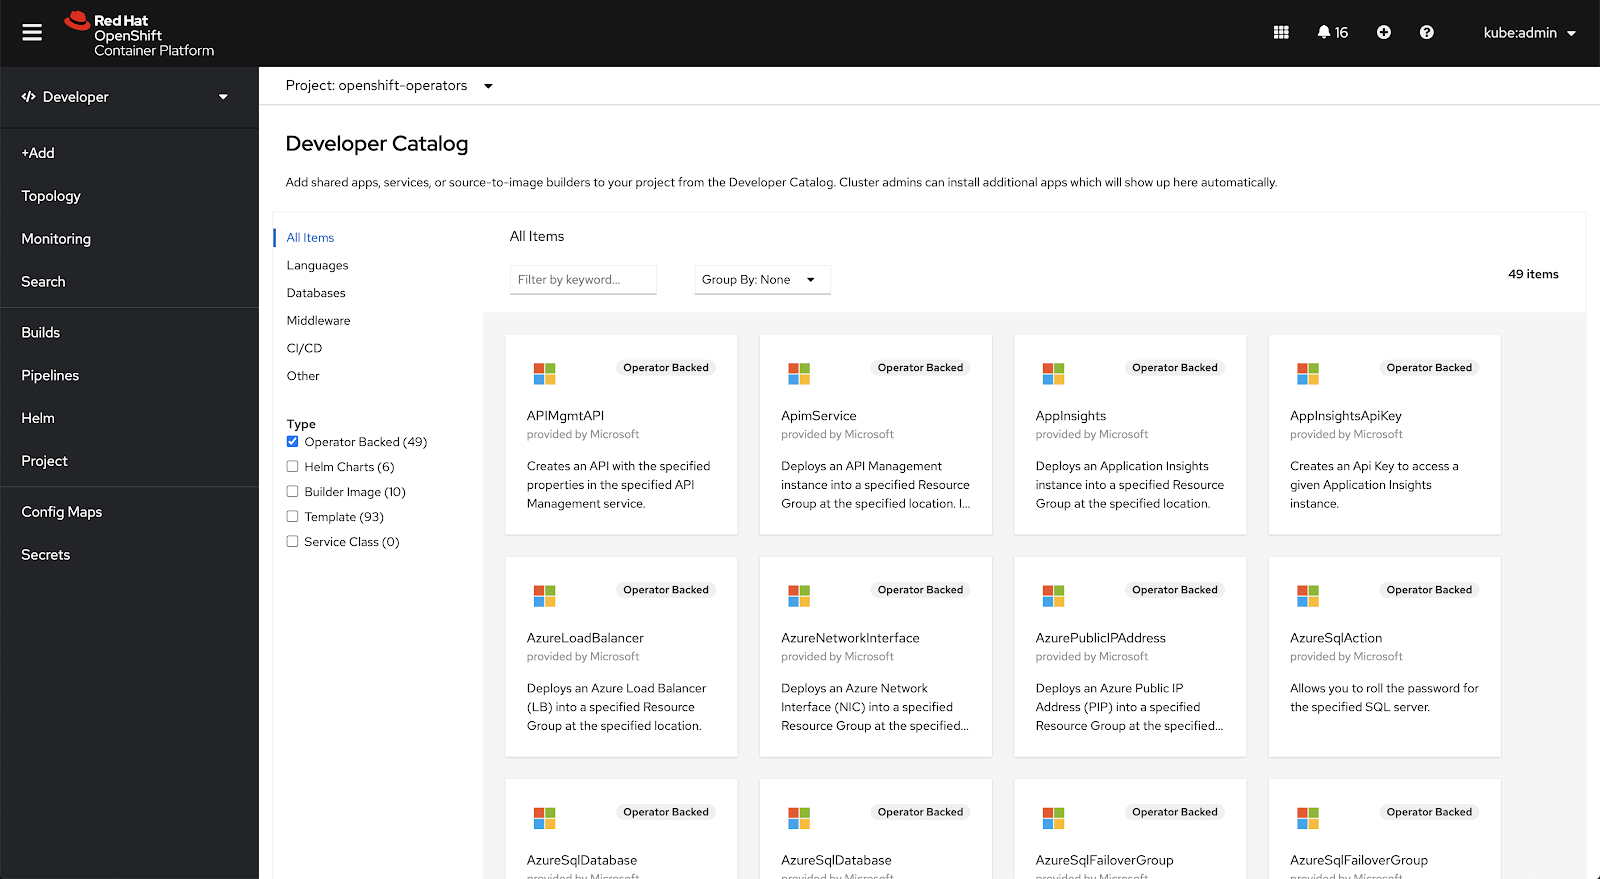 Red Hat
OpenShift
Container Platform
16
kube:admin
Developer
Project: openshift-operators
+Add
Topology
Monitoring
Search
Builds
Pipelines
Helm
Project
Config Maps
Secrets
Developer Catalog
Add shared apps, services, or source-to-image builders to your project from the Developer Catalog. Cluster admins can install additional apps which will show up here automatically.
All Items
Languages
Databases
Middleware
CI/CD
Other
Type
Operator Backed (49)
Helm Charts (6)
Builder Image (10)
Template (93)
Service Class (0)
All Items
Filter by keyword...
Group By: None
49 items
Operator Backed
APIMgmtAPI
provided by Microsoft
Creates an API with the specified
properties in the specified API
Management service.
Operator Backed
ApimService
provided by Microsoft
Deploys an API Management
instance into a specified Resource
Group at the specified location. I...
Operator Backed
AppInsights
provided by Microsoft
Deploys an Application Insights
instance into a specified Resource
Group at the specified location.
Operator Backed
AppInsightsApiKey
provided by Microsoft
Creates an Api Key to access a
given Application Insights
instance.
Operator Backed
AzureLoadBalancer
provided by Microsoft
Deploys an Azure Load Balancer
(LB) into a specified Resource
Group at the specified location.
Operator Backed
AzureNetworkInterface
provided by Microsoft
Deploys an Azure Network
Interface (NIC) into a specified
Resource Group at the specified...
Operator Backed
AzurePublicIPAddress
provided by Microsoft
Deploys an Azure Public IP
Address (PIP) into a specified
Resource Group at the specified...
Operator Backed
AzureSqlAction
provided by Microsoft
Allows you to roll the password for
the specified SQL server.
Operator Backed
AzureSqlDatabase
provided by Microsoft
Operator Backed
AzureSqlDatabase
provided by Microsoft
Operator Backed
AzureSqlFailoverGroup
provided by Microsoft
Operator Backed
AzureSqlFailoverGroup
provided by Microsoft